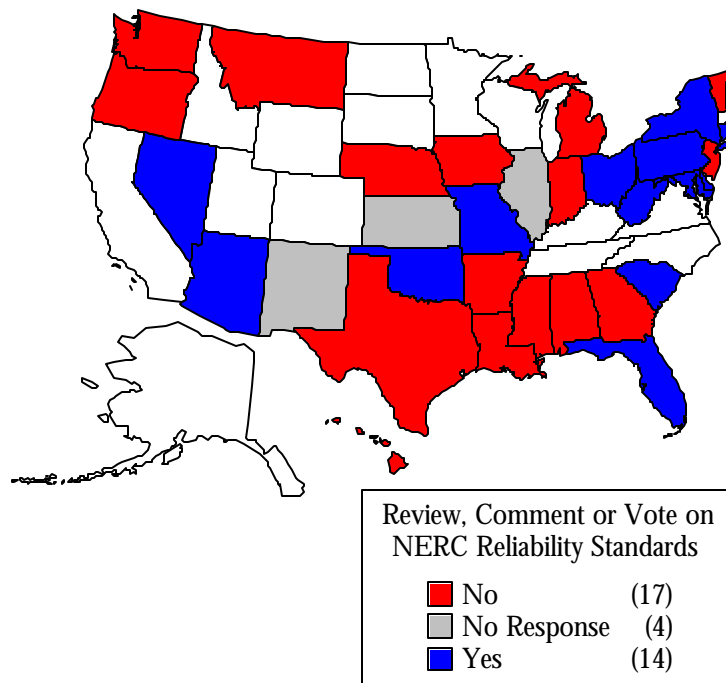 Review, Comment or Vote on
NERC Reliability Standards
No (17)
No Response (4)
Yes (14)